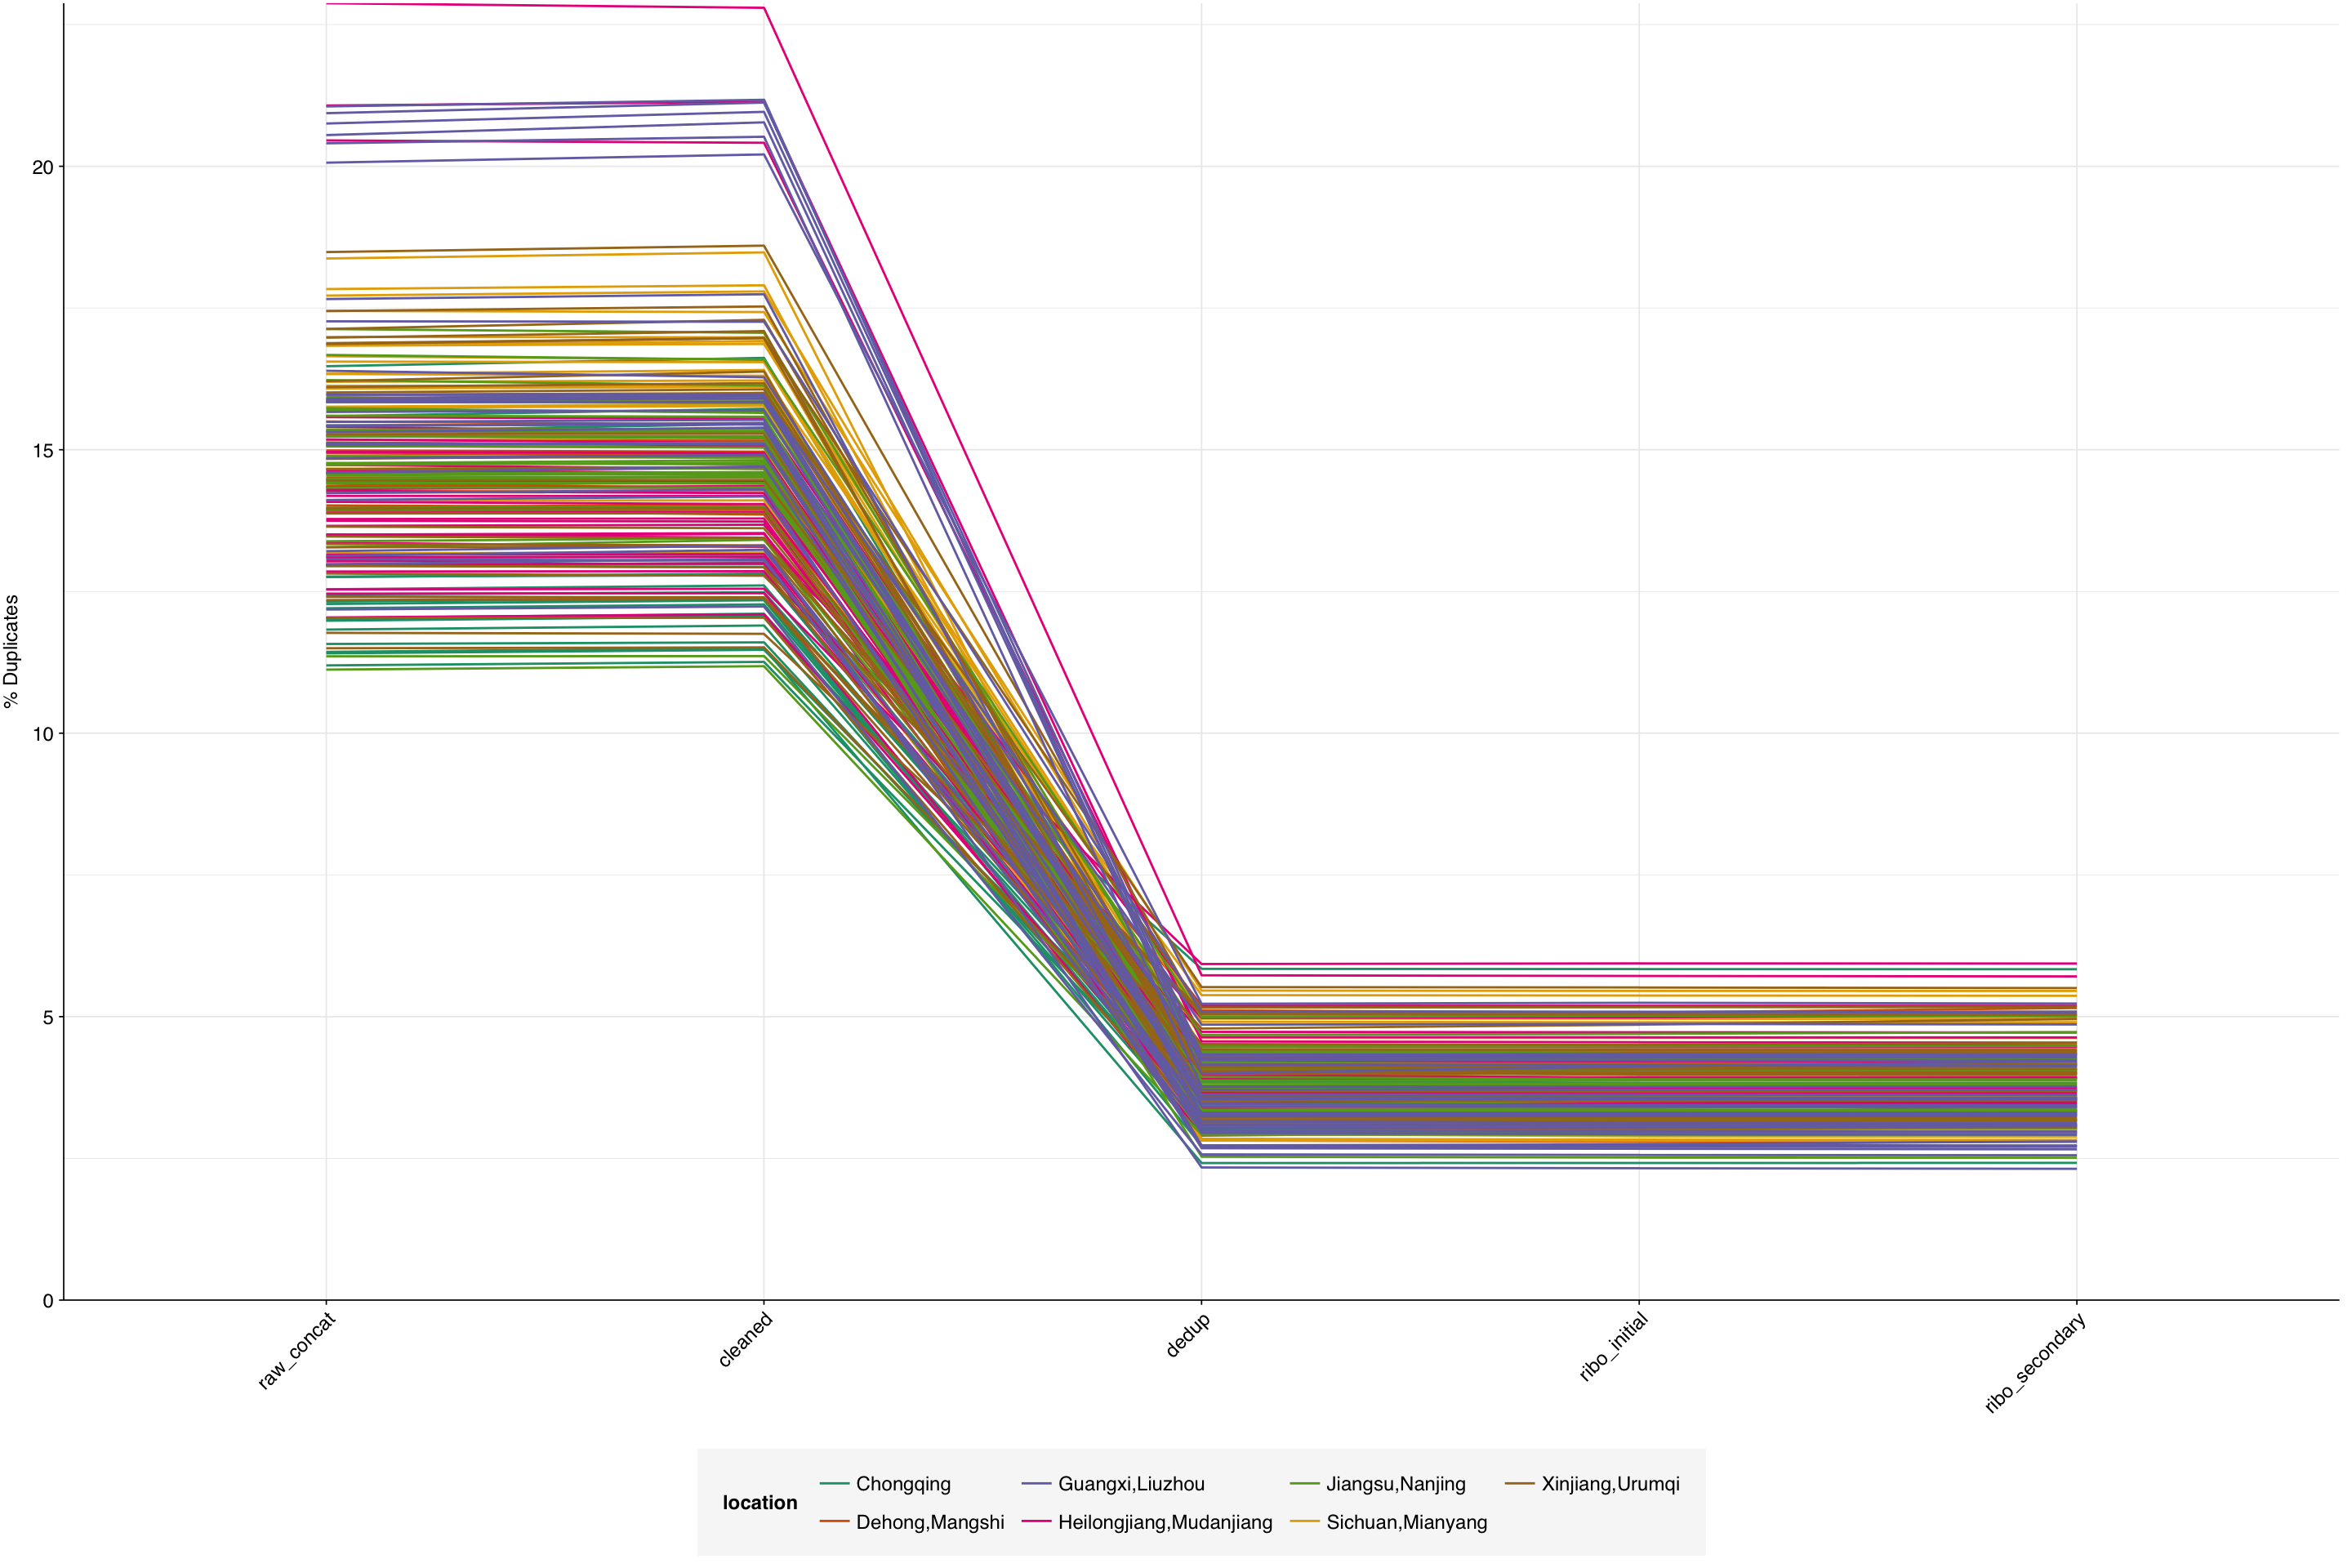 % Duplicates
20
15
10
5
0
raw_concat
cleaned
dedup
ribo_initial
ribo_secondary
location
Chongqing
Guangxi,Liuzhou
Jiangsu,Nanjing
Xinjiang,Urumqi
Dehong,Mangshi
Heilongjiang,Mudanjiang
Sichuan,Mianyang